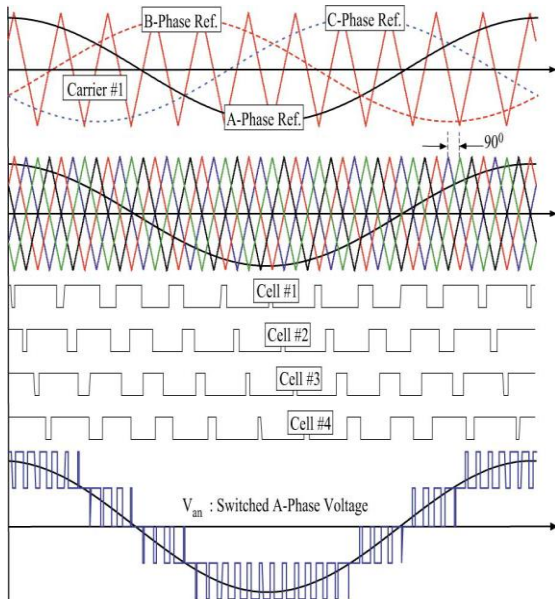 B-Phase Ref.
C-Phase Ref.
Carrier #1
A-Phase Ref.
90⁰
Cell #1
Cell #2
Cell #3
Cell #4
Van : Switched A-Phase Voltage